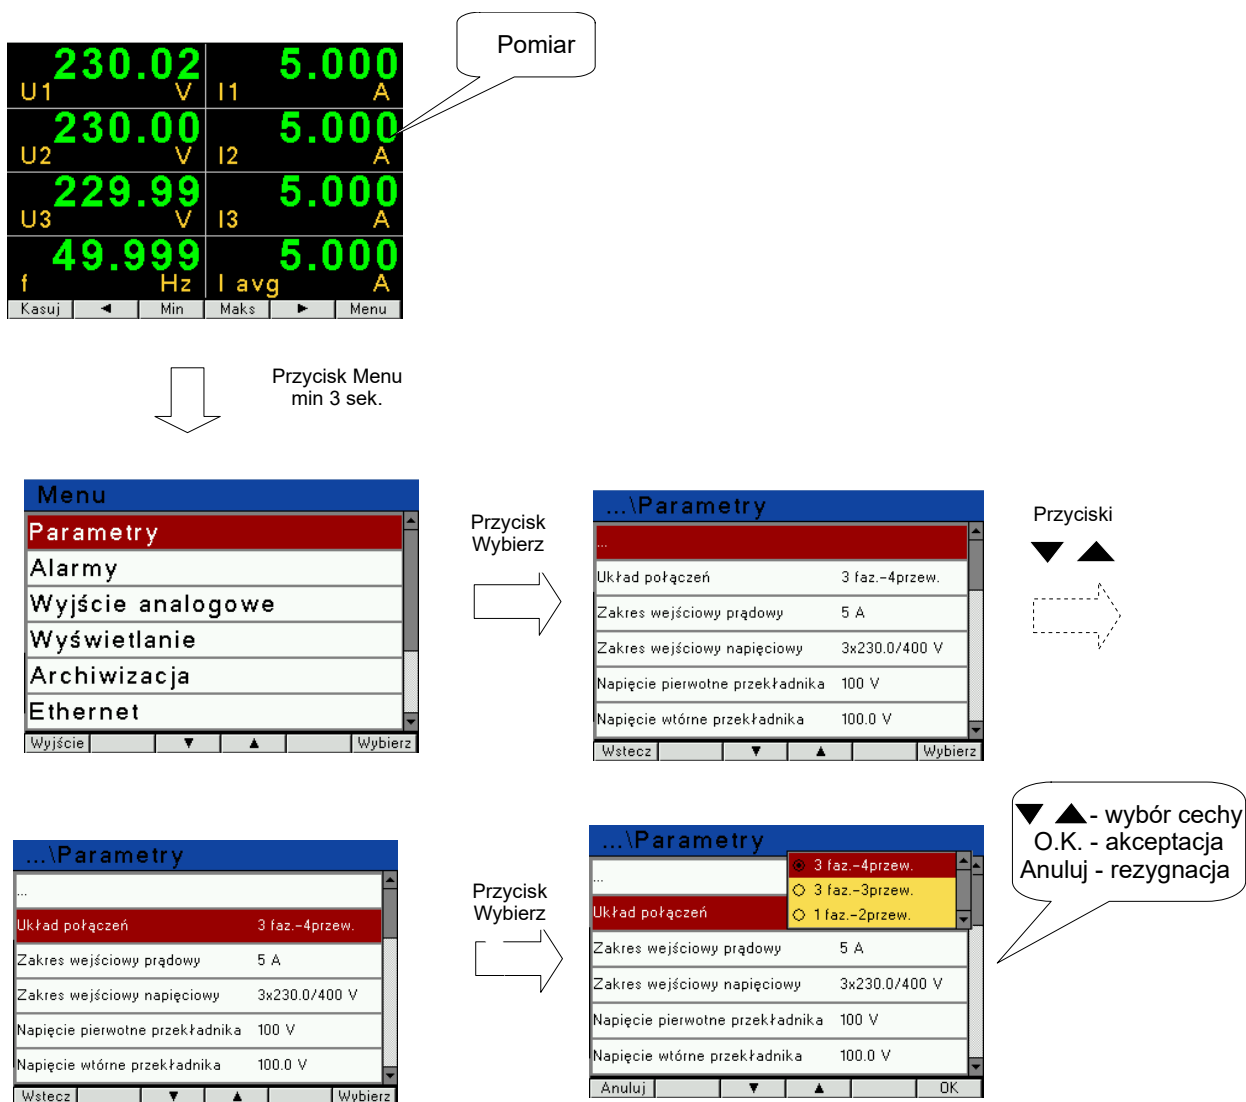 Pomiar
230.02 5.000
U1 V I1 A
230.00 5.000
U2 V I2 A
229.99 5.000
U3 V I3 A
49.999 5.000
f Hz I avg A
Kasuj ◄ Min Maks ► Menu
Przycisk Menu
min 3 sek.
Menu
Parametry
Alarmy
Wyjście analogowe
Wyświetlanie
Archiwizacja
Ethernet
Wyjście ▼ ▲ Wybierz
Przycisk
Wybierz
...\Parametry
...
Układ połączeń 3 faz.-4przew.
Zakres wejściowy prądowy 5 A
Zakres wejściowy napięciowy 3x230.0/400 V
Napięcie pierwotne przekładnika 100 V
Napięcie wtórne przekładnika 100.0 V
Wstecz ▼ ▲ Wybierz
Przyciski
▼ ▲
...\Parametry
...
Układ połączeń 3 faz.-4przew.
Zakres wejściowy prądowy 5 A
Zakres wejściowy napięciowy 3x230.0/400 V
Napięcie pierwotne przekładnika 100 V
Napięcie wtórne przekładnika 100.0 V
Wstecz ▼ ▲ Wybierz
Przycisk
Wybierz
...\Parametry
3 faz.-4przew.
...
3 faz.-3przew.
Układ połączeń 1 faz.-2przew.
Zakres wejściowy prądowy 5 A
Zakres wejściowy napięciowy 3x230.0/400 V
Napięcie pierwotne przekładnika 100 V
Napięcie wtórne przekładnika 100.0 V
Anuluj ▼ ▲ OK
▼ ▲ - wybór cechy
O.K. - akceptacja
Anuluj - rezygnacja